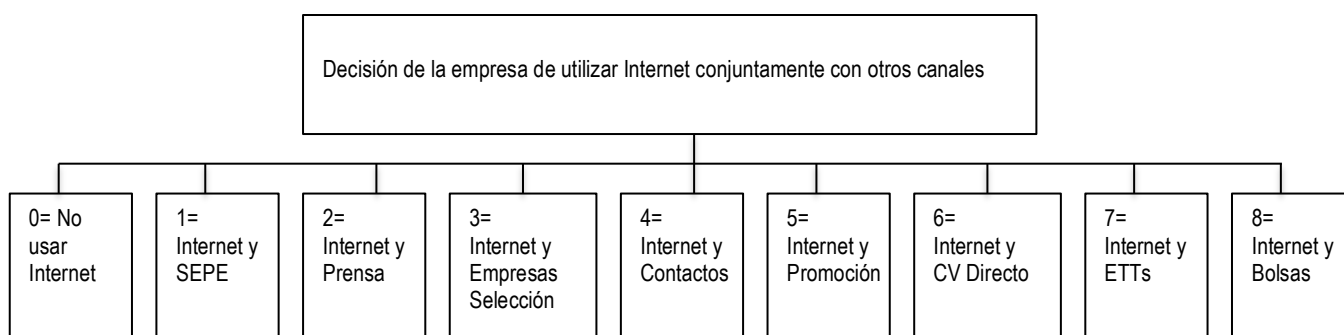 Decisión de la empresa de utilizar Internet conjuntamente con otros canales
0= No
usar
Internet
1=
Internet y
SEPE
2=
Internet y
Prensa
3=
Internet y
Empresas
Selección
4=
Internet y
Contactos
5=
Internet y
Promoción
6=
Internet y
CV Directo
7=
Internet y
ETTs
8=
Internet y
Bolsas